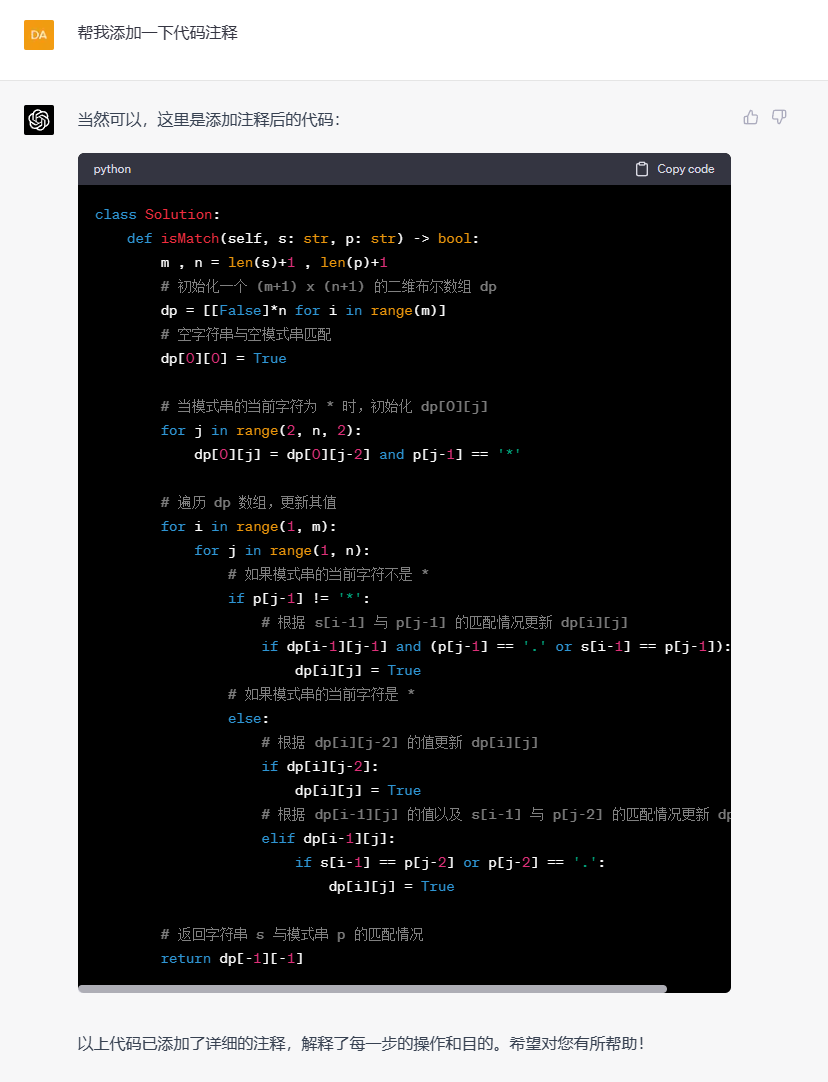 DA
帮我添加一下代码注释
当然可以，这里是添加注释后的代码：
python
Copy code
class Solution:
    def isMatch(self, s: str, p: str) -> bool:
        m , n = len(s)+1 , len(p)+1
        # 初始化一个 (m+1) x (n+1) 的二维布尔数组 dp
        dp = [[False]*n for i in range(m)]
        # 空字符串与空模式串匹配
        dp[0][0] = True
        # 当模式串的当前字符为 * 时，初始化 dp[0][j]
        for j in range(2, n, 2):
            dp[0][j] = dp[0][j-2] and p[j-1] == '*'
        # 遍历 dp 数组，更新其值
        for i in range(1, m):
            for j in range(1, n):
                # 如果模式串的当前字符不是 *
                if p[j-1] != '*':
                    # 根据 s[i-1] 与 p[j-1] 的匹配情况更新 dp[i][j]
                    if dp[i-1][j-1] and (p[j-1] == '.' or s[i-1] == p[j-1]):
                        dp[i][j] = True
                # 如果模式串的当前字符是 *
                else:
                    # 根据 dp[i][j-2] 的值更新 dp[i][j]
                    if dp[i][j-2]:
                        dp[i][j] = True
                    # 根据 dp[i-1][j] 的值以及 s[i-1] 与 p[j-2] 的匹配情况更新 dp
                    elif dp[i-1][j]:
                        if s[i-1] == p[j-2] or p[j-2] == '.':
                            dp[i][j] = True
        # 返回字符串 s 与模式串 p 的匹配情况
        return dp[-1][-1]
以上代码已添加了详细的注释，解释了每一步的操作和目的。希望对您有所帮助！